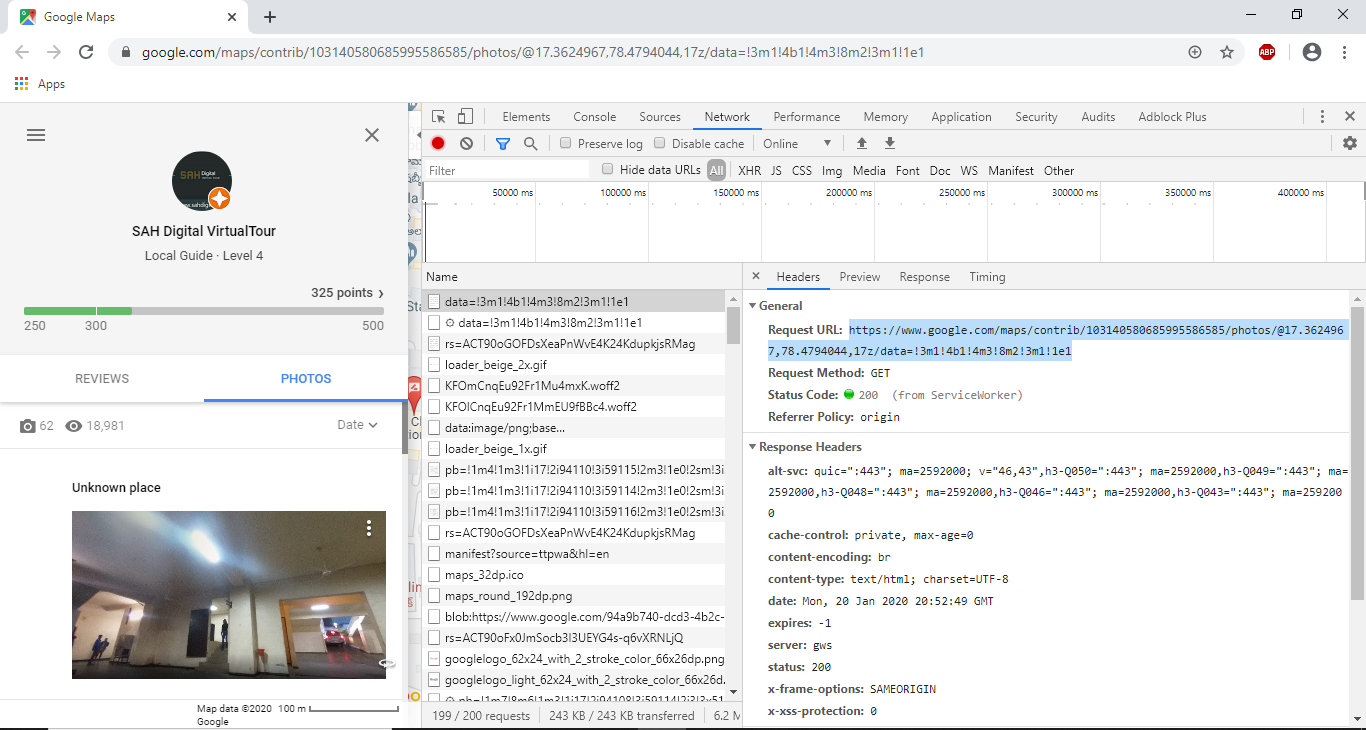 Google Maps
google.com/maps/contrib/103140580685995586585/photos/@17.3624967,78.4794044,17z/data=!3m1!4b1!4m3!8m2!3m1!1e1
ABP
Apps
SAH Digital
SAH Digital VirtualTour
Local Guide · Level 4
325 points ›
250 300 500
REVIEWS PHOTOS
62 18,981 Date
Unknown place
Map data ©2020 Google 100 m
Elements Console Sources Network Performance Memory Application Security Audits Adblock Plus
Preserve log Disable cache Online
Filter Hide data URLs All XHR JS CSS Img Media Font Doc WS Manifest Other
50000 ms 100000 ms 150000 ms 200000 ms 250000 ms 300000 ms 350000 ms 400000 ms
Name
data=!3m1!4b1!4m3!8m2!3m1!1e1
data=!3m1!4b1!4m3!8m2!3m1!1e1
rs=ACT90oGOFDsXeaPnWvE4K24KdupkjsRMag
loader_beige_2x.gif
KFOmCnqEu92Fr1Mu4mxK.woff2
KFOlCnqEu92Fr1MmEU9fBBc4.woff2
data:image/png;base...
loader_beige_1x.gif
pb=!1m4!1m3!1i17!2i94110!3i59115!2m3!1e0!2sm!3i
pb=!1m4!1m3!1i17!2i94110!3i59114!2m3!1e0!2sm!3i
pb=!1m4!1m3!1i17!2i94110!3i59116!2m3!1e0!2sm!3i
rs=ACT90oGOFDsXeaPnWvE4K24KdupkjsRMag
manifest?source=ttpwa&hl=en
maps_32dp.ico
maps_round_192dp.png
blob:https://www.google.com/94a9b740-dcd3-4b2c-
rs=ACT90oFx0JmSocb3I3UEYG4s-q6vXRNLjQ
googlelogo_62x24_with_2_stroke_color_66x26dp.png
googlelogo_light_62x24_with_2_stroke_color_66x26d.
199 / 200 requests 243 KB / 243 KB transferred 6.2 M
Headers Preview Response Timing
General
Request URL: https://www.google.com/maps/contrib/103140580685995586585/photos/@17.362496
7,78.4794044,17z/data=!3m1!4b1!4m3!8m2!3m1!1e1
Request Method: GET
Status Code: 200 (from ServiceWorker)
Referrer Policy: origin
Response Headers
alt-svc: quic=":443"; ma=2592000; v="46,43",h3-Q050=":443"; ma=2592000,h3-Q049=":443"; ma=
2592000,h3-Q048=":443"; ma=2592000,h3-Q046=":443"; ma=2592000,h3-Q043=":443"; ma=259200
0
cache-control: private, max-age=0
content-encoding: br
content-type: text/html; charset=UTF-8
date: Mon, 20 Jan 2020 20:52:49 GMT
expires: -1
server: gws
status: 200
x-frame-options: SAMEORIGIN
x-xss-protection: 0